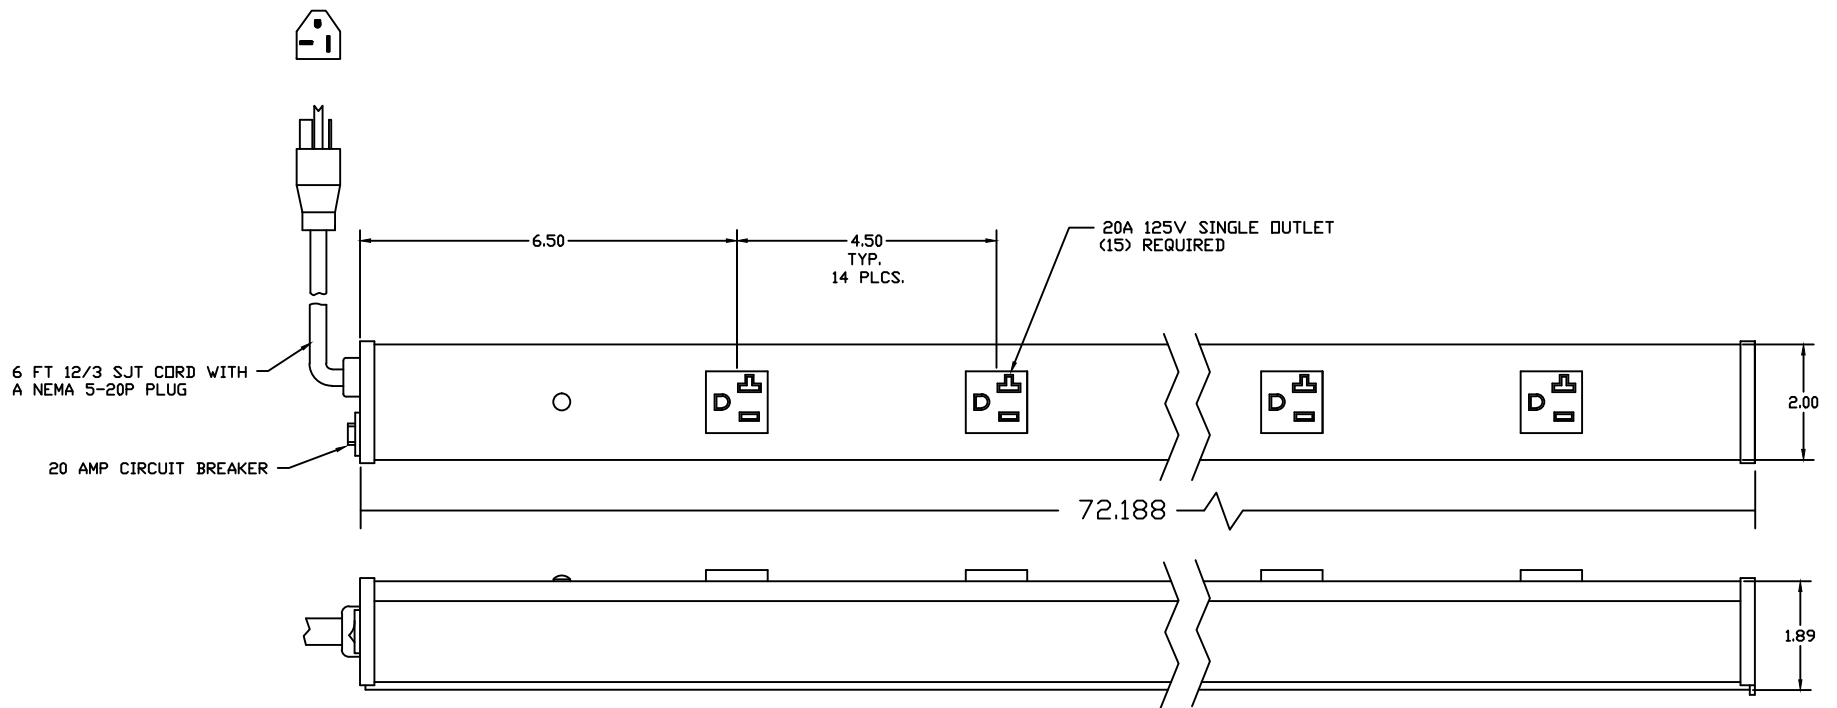 20A 125V SINGLE OUTLET
(15) REQUIRED
6.50
4.50
TYP.
14 PLCS.
6 FT 12/3 SJT CORD WITH
A NEMA 5-20P PLUG
2.00
20 AMP CIRCUIT BREAKER
72.188
1.89